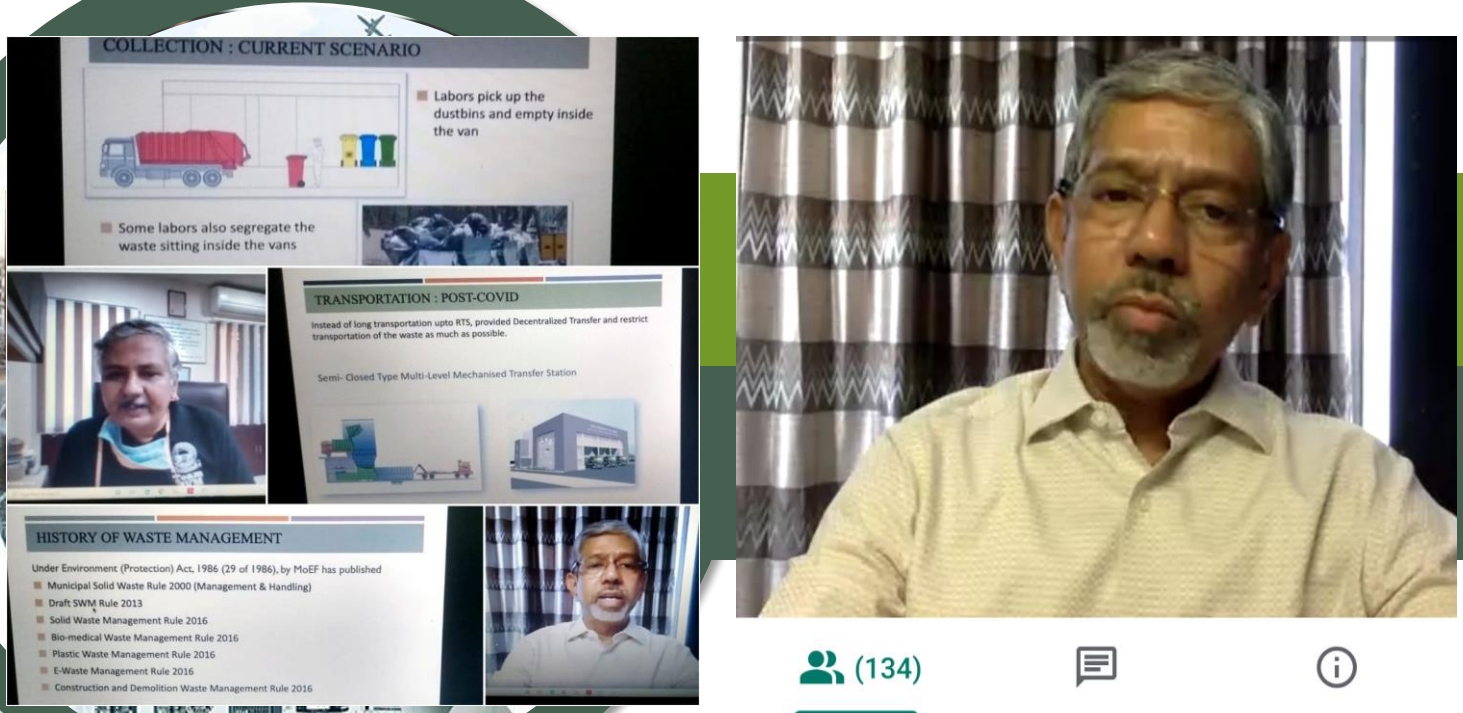 COLLECTION : CURRENT SCENARIO
Labors pick up the
dustbins and empty inside
the van
Some labors also segregate the
waste sitting inside the vans
TRANSPORTATION : POST-COVID
Instead of long transportation upto RTS, provided Decentralized Transfer and restrict
transportation of the waste as much as possible.
Semi- Closed Type Multi-Level Mechanised Transfer Station
HISTORY OF WASTE MANAGEMENT
Under Environment (Protection) Act, 1986 (29 of 1986), by MoEF has published
Municipal Solid Waste Rule 2000 (Management & Handling)
Draft SWM Rule 2013
Solid Waste Management Rule 2016
Bio-medical Waste Management Rule 2016
Plastic Waste Management Rule 2016
E-Waste Management Rule 2016
Construction and Demolition Waste Management Rule 2016
(134)